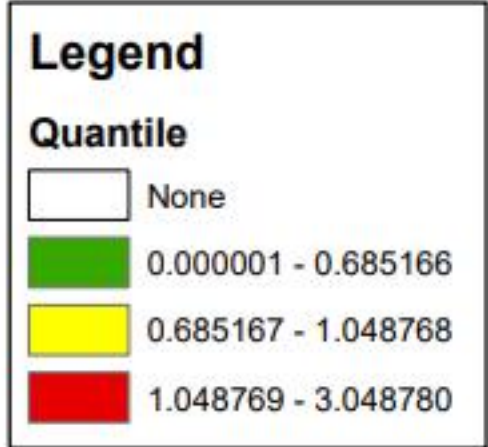 Legend
Quantile
None
0.000001 - 0.685166
0.685167 - 1.048768
1.048769 - 3.048780